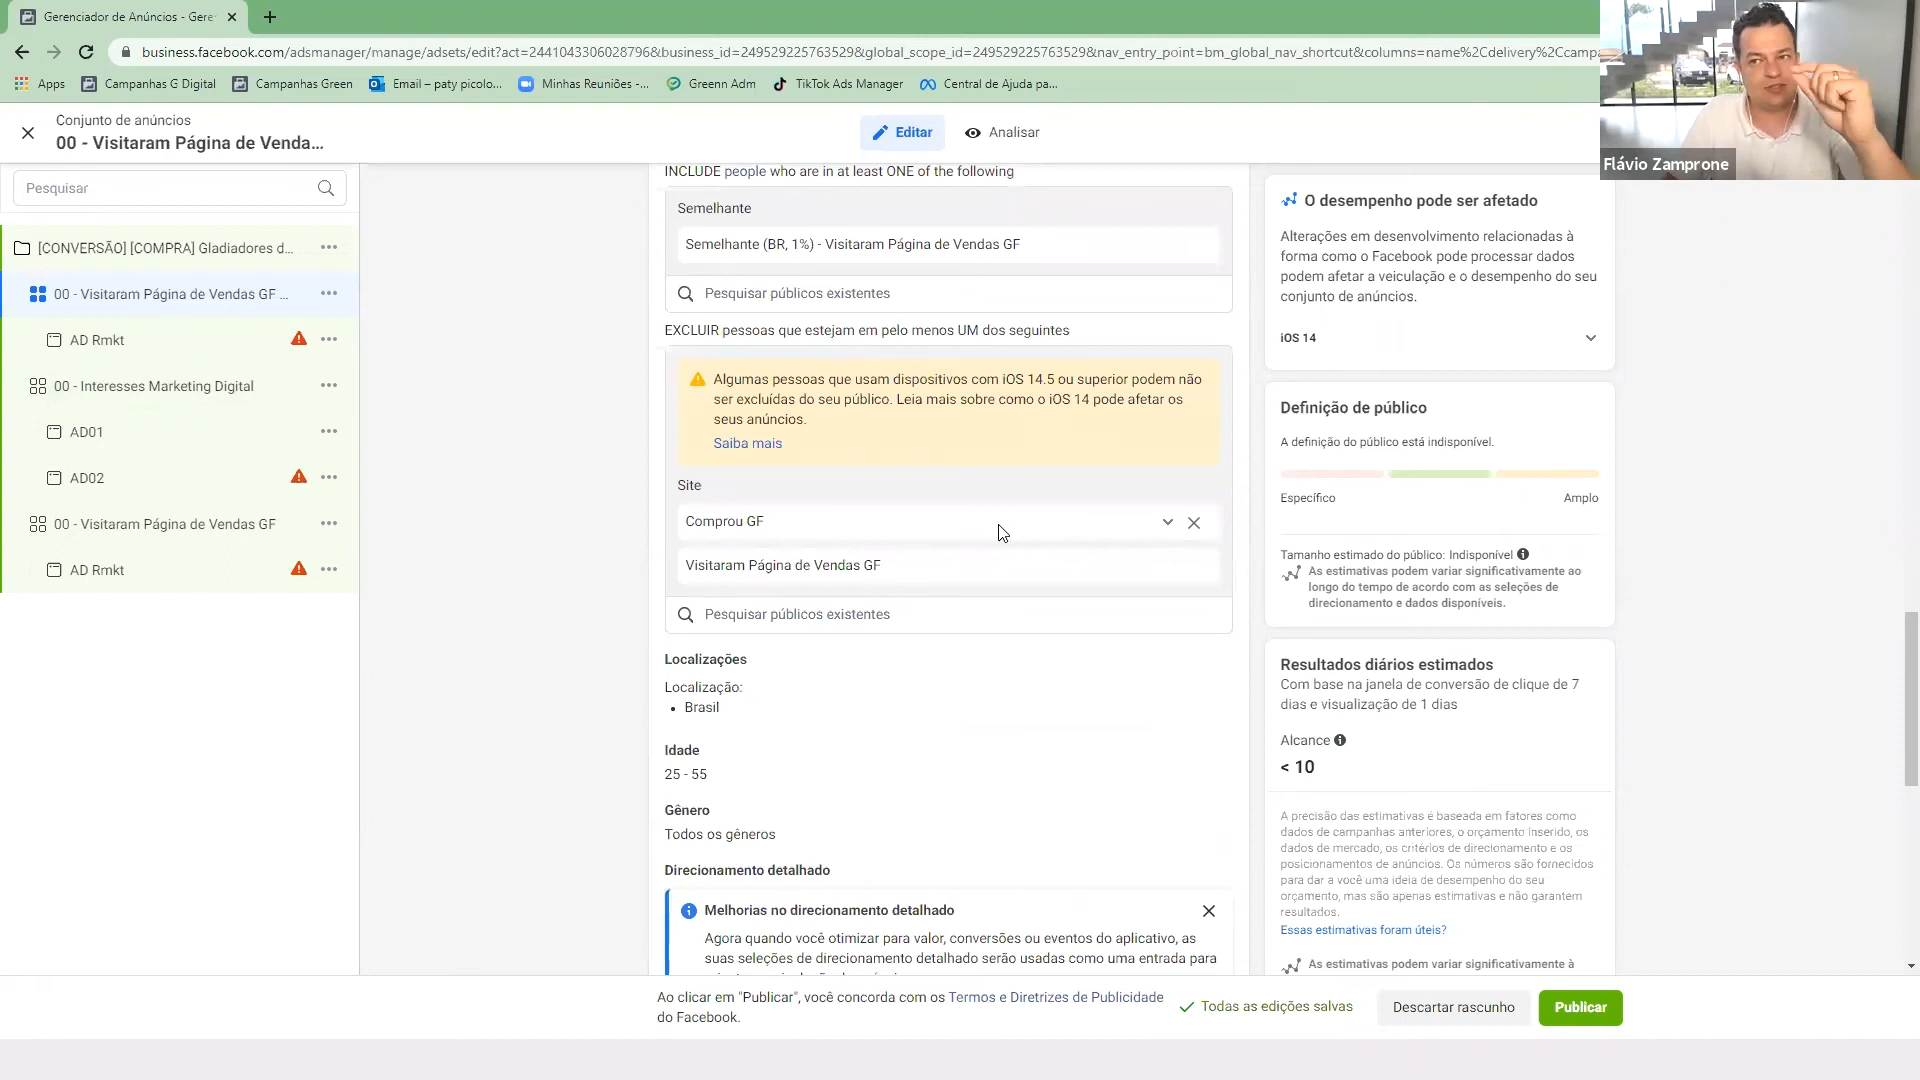 Gerenciador de Anúncios - Gere
business.facebook.com/adsmanager/manage/adsets/edit?act=2441043306028796&business_id=249529225763529&global_scope_id=249529225763529&nav_entry_point=bm_global_nav_shortcut&columns=name%2Cdelivery%2Ccampa
Apps
Campanhas G Digital
Campanhas Green
Email – paty picolo...
Minhas Reuniões -...
Greenn Adm
TikTok Ads Manager
Central de Ajuda pa...
Flávio Zamprone
Conjunto de anúncios
00 - Visitaram Página de Venda...
Editar
Analisar
Pesquisar
[CONVERSÃO] [COMPRA] Gladiadores d...
00 - Visitaram Página de Vendas GF ...
AD Rmkt
00 - Interesses Marketing Digital
AD01
AD02
00 - Visitaram Página de Vendas GF
AD Rmkt
INCLUDE people who are in at least ONE of the following
Semelhante
Semelhante (BR, 1%) - Visitaram Página de Vendas GF
Pesquisar públicos existentes
EXCLUIR pessoas que estejam em pelo menos UM dos seguintes
Algumas pessoas que usam dispositivos com iOS 14.5 ou superior podem não
ser excluídas do seu público. Leia mais sobre como o iOS 14 pode afetar os
seus anúncios.
Saiba mais
Site
Comprou GF
Visitaram Página de Vendas GF
Pesquisar públicos existentes
Localizações
Localização:
• Brasil
Idade
25 - 55
Gênero
Todos os gêneros
Direcionamento detalhado
Melhorias no direcionamento detalhado
Agora quando você otimizar para valor, conversões ou eventos do aplicativo, as
suas seleções de direcionamento detalhado serão usadas como uma entrada para
O desempenho pode ser afetado
Alterações em desenvolvimento relacionadas à
forma como o Facebook pode processar dados
podem afetar a veiculação e o desempenho do seu
conjunto de anúncios.
iOS 14
Definição de público
A definição do público está indisponível.
Específico
Amplo
Tamanho estimado do público: Indisponível
As estimativas podem variar significativamente ao
longo do tempo de acordo com as seleções de
direcionamento e dados disponíveis.
Resultados diários estimados
Com base na janela de conversão de clique de 7
dias e visualização de 1 dias
Alcance
< 10
A precisão das estimativas é baseada em fatores como
dados de campanhas anteriores, o orçamento inserido, os
dados de mercado, os critérios de direcionamento e os
posicionamentos de anúncios. Os números são fornecidos
para dar a você uma ideia de desempenho do seu
orçamento, mas são apenas estimativas e não garantem
resultados.
Essas estimativas foram úteis?
As estimativas podem variar significativamente à
Ao clicar em "Publicar", você concorda com os Termos e Diretrizes de Publicidade
do Facebook.
Todas as edições salvas
Descartar rascunho
Publicar